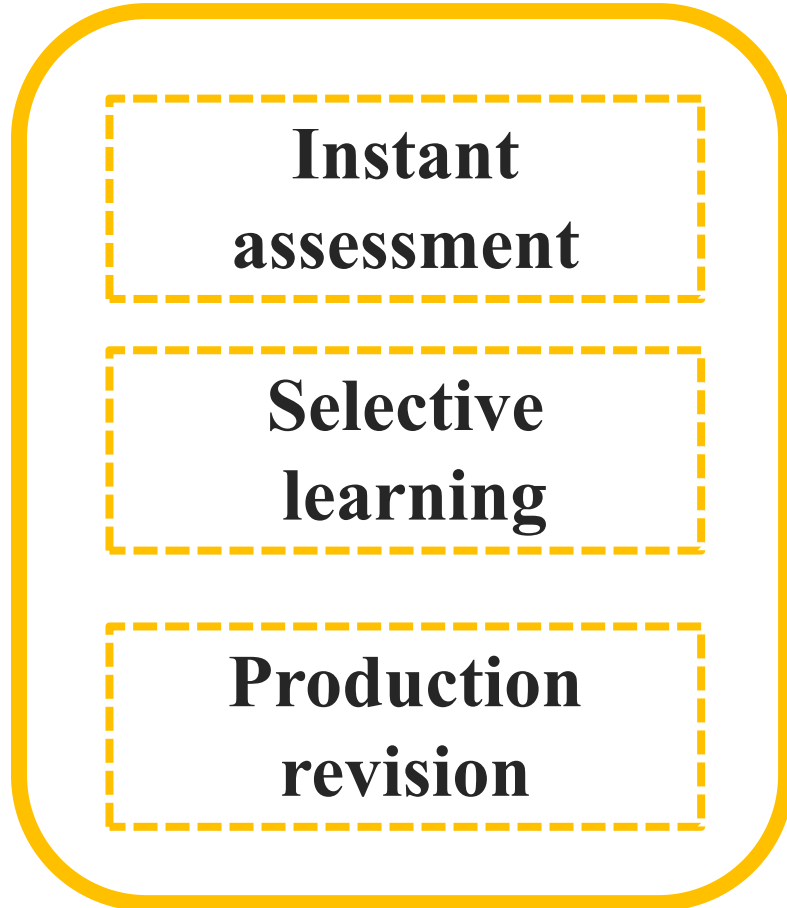 Instant
assessment
Selective
learning
Production
revision